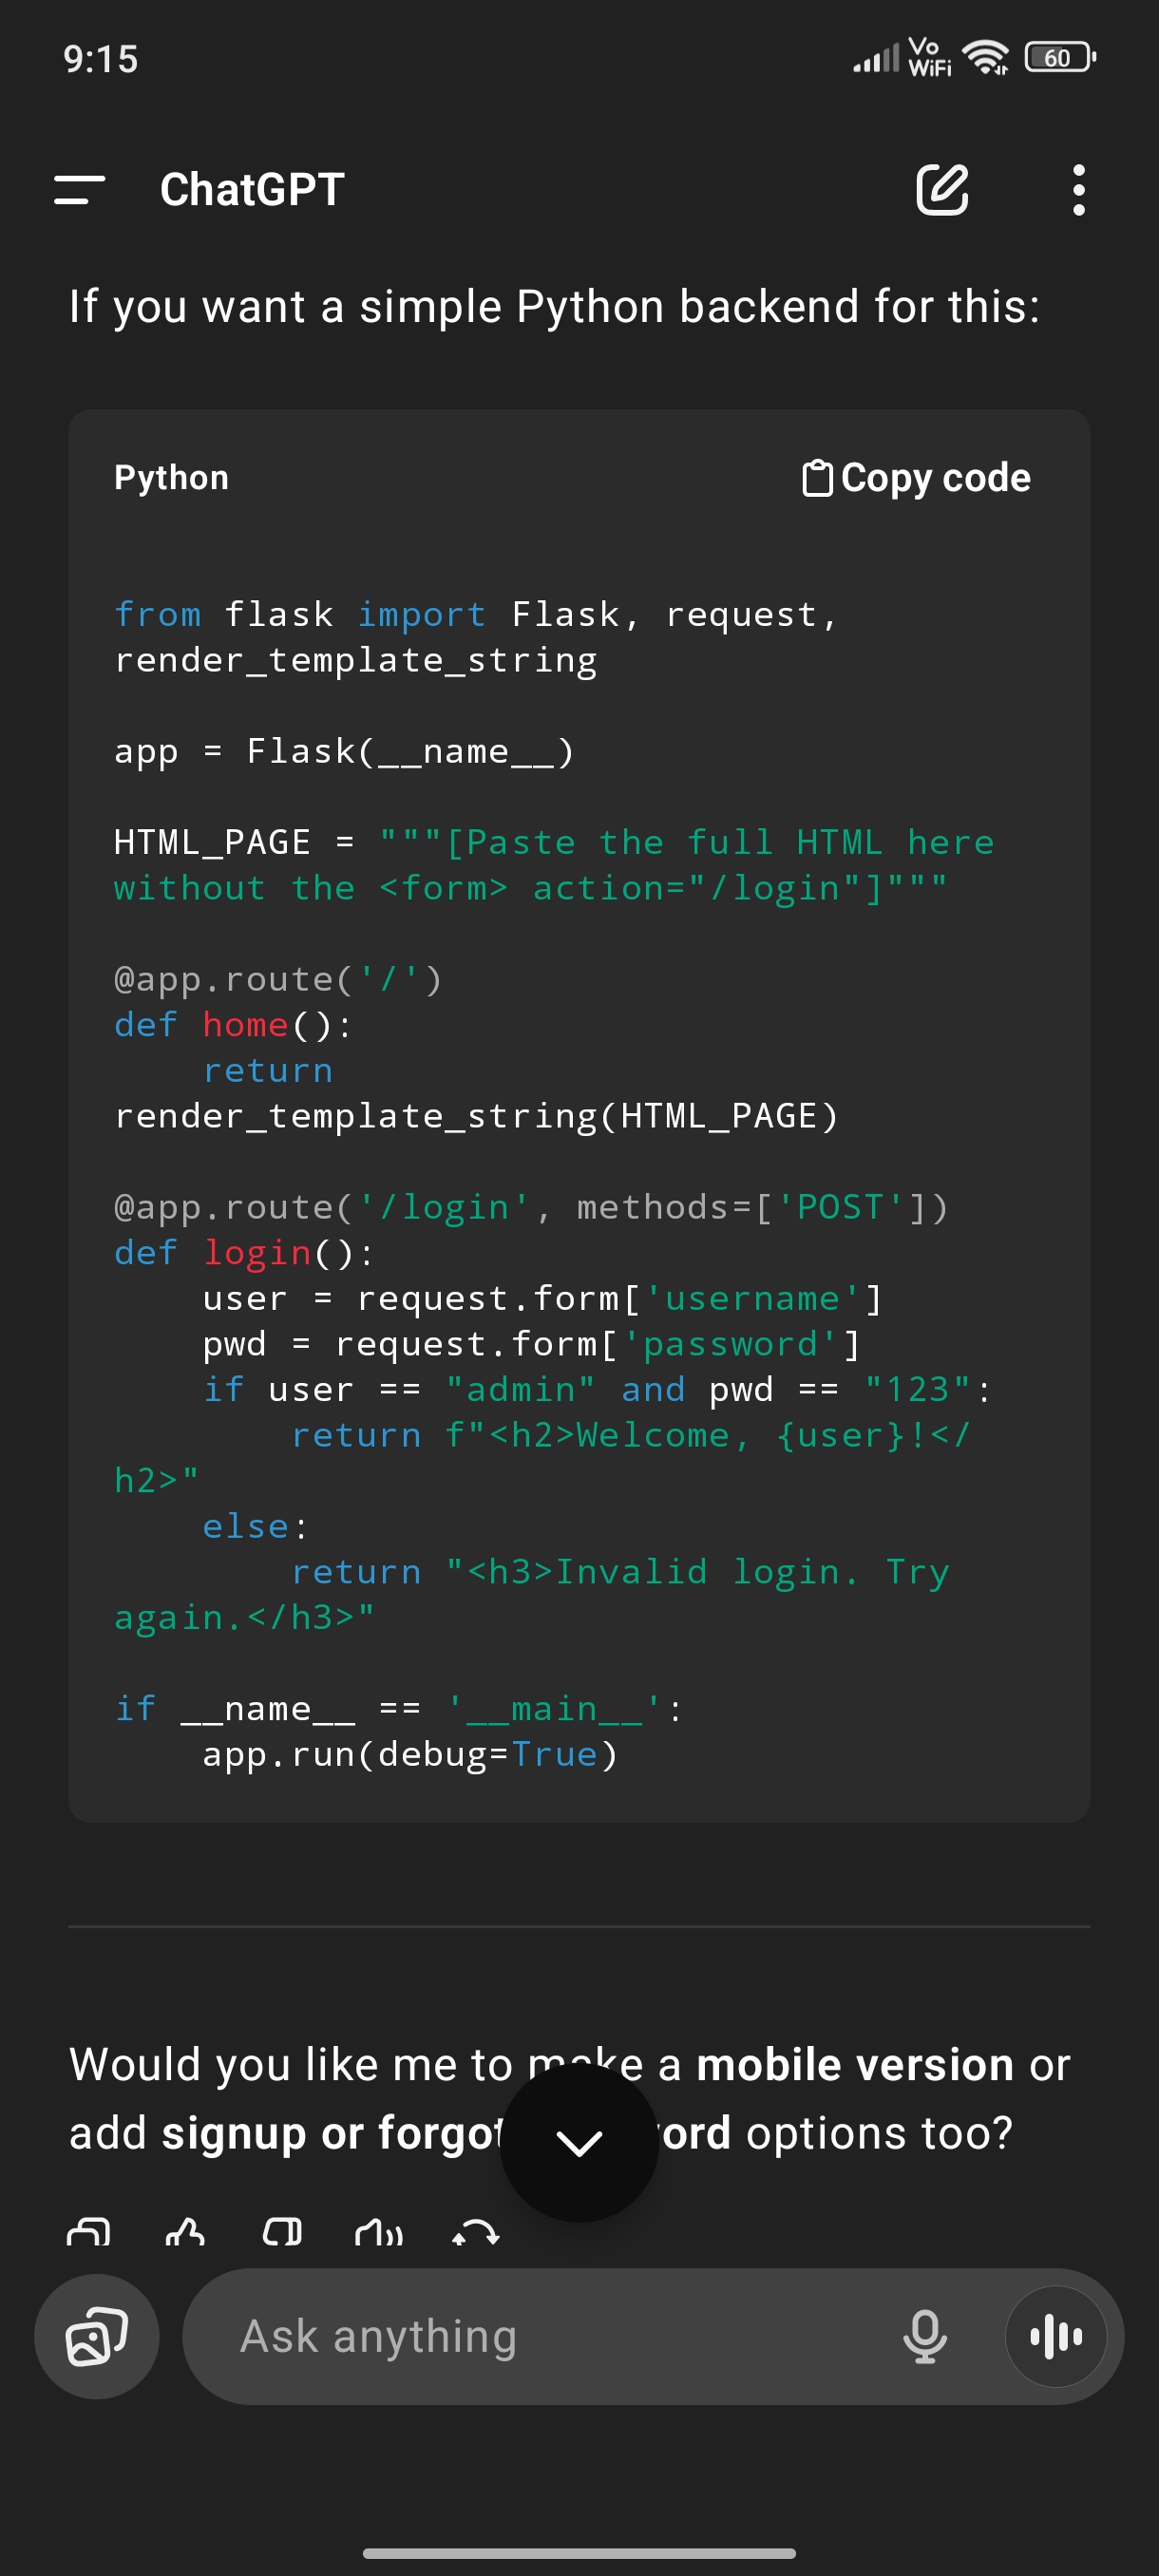 9:15
Vo
WiFi
60
ChatGPT
If you want a simple Python backend for this:
Python
Copy code
from flask import Flask, request,
render_template_string
app = Flask(__name__)
HTML_PAGE = """[Paste the full HTML here
without the <form> action="/login"]"""
@app.route('/')
def home():
    return
render_template_string(HTML_PAGE)
@app.route('/login', methods=['POST'])
def login():
    user = request.form['username']
    pwd = request.form['password']
    if user == "admin" and pwd == "123":
        return f"<h2>Welcome, {user}!</
h2>"
    else:
        return "<h3>Invalid login. Try
again.</h3>"
if __name__ == '__main__':
    app.run(debug=True)
Would you like me to make a mobile version or
add signup or forgot options too?
Ask anything